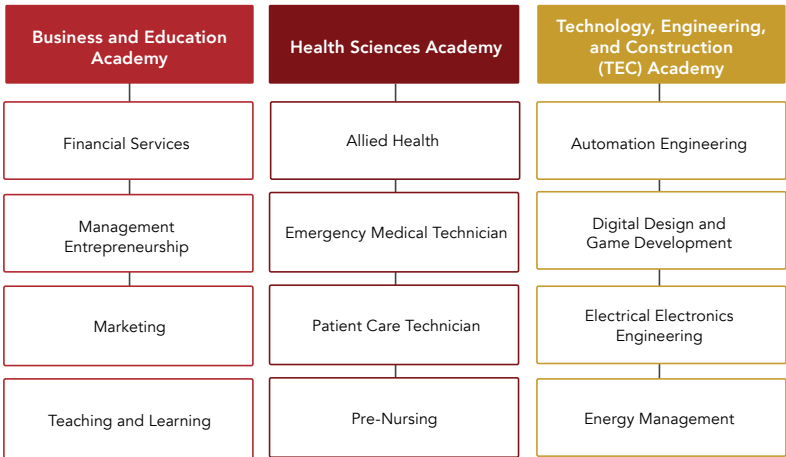 Business and Education
Academy
Financial Services
Management
Entrepreneurship
Marketing
Teaching and Learning
Health Sciences Academy
Allied Health
Emergency Medical Technician
Patient Care Technician
Pre-Nursing
Technology, Engineering,
and Construction
(TEC) Academy
Automation Engineering
Digital Design and
Game Development
Electrical Electronics
Engineering
Energy Management